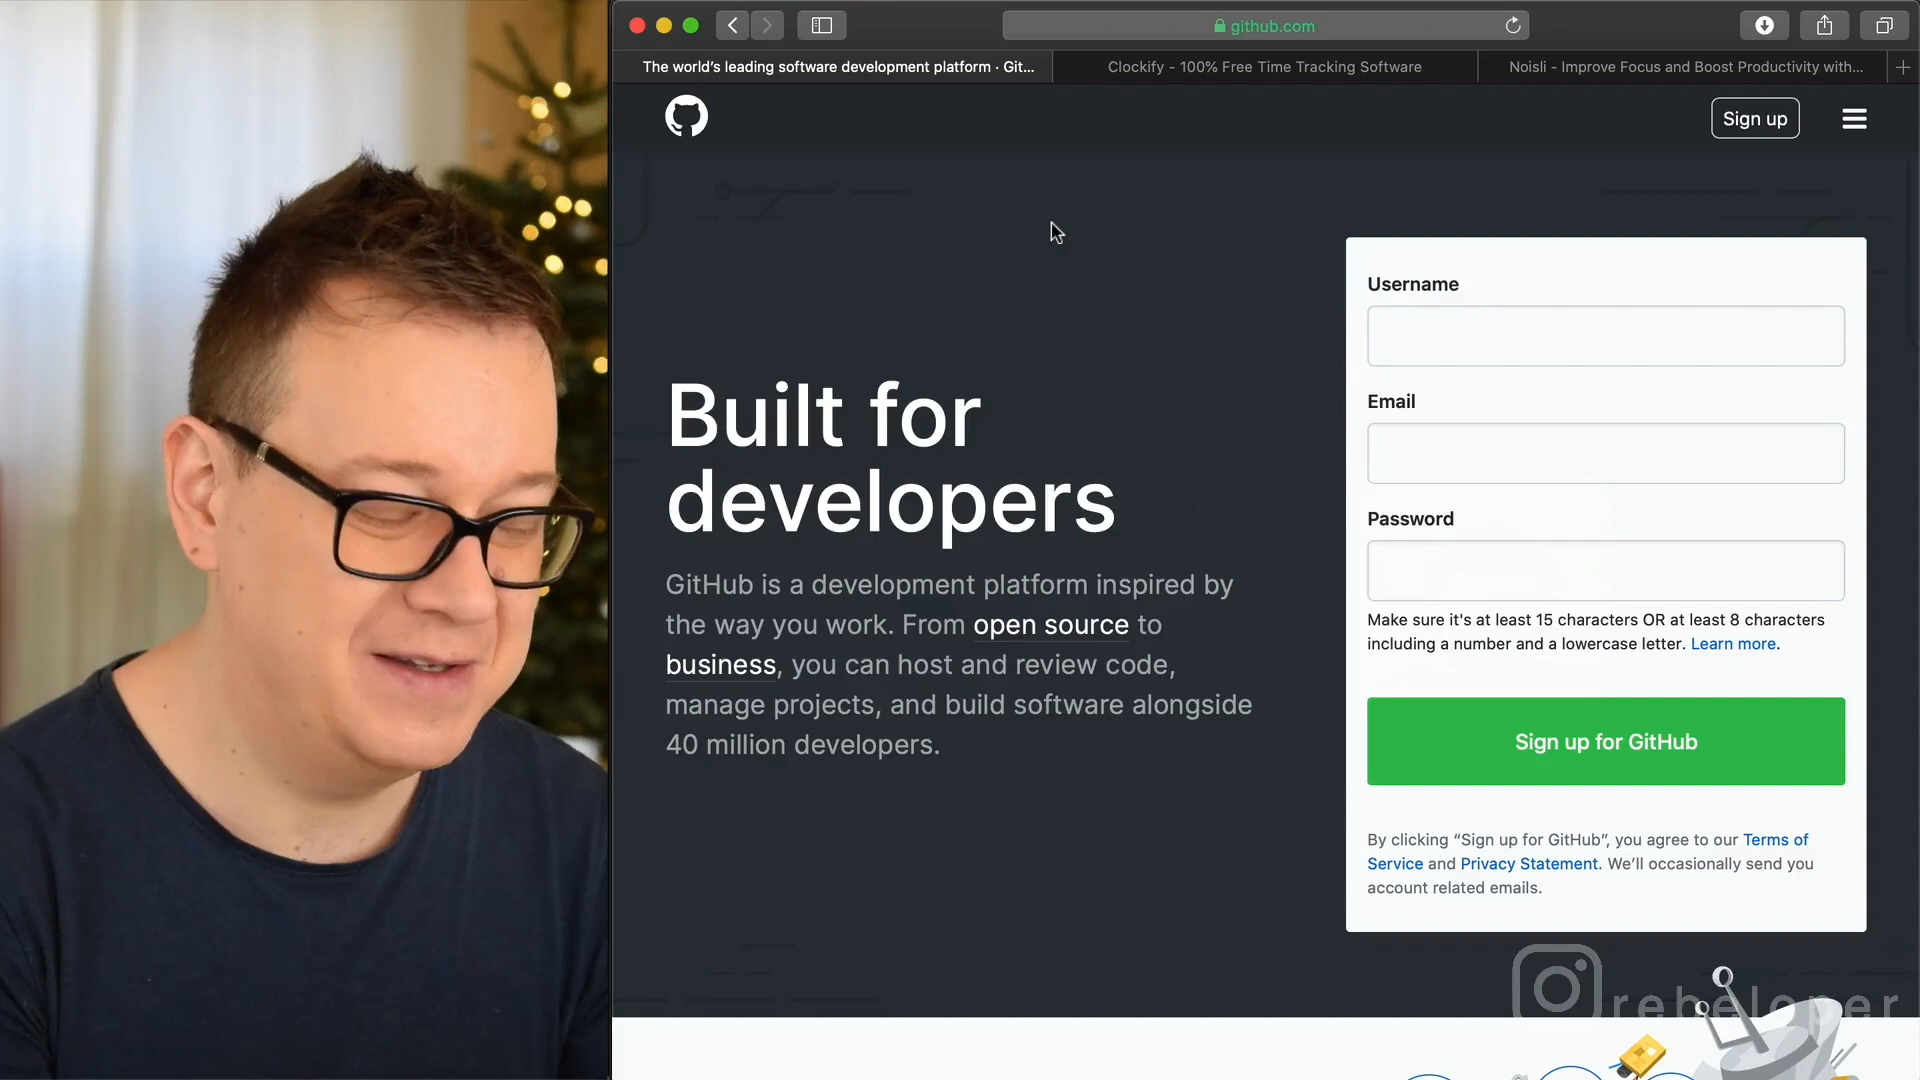 github.com
The world's leading software development platform · Git...
Clockify - 100% Free Time Tracking Software
Noisli - Improve Focus and Boost Productivity with...
Sign up
Username
Email
Built for
developers
Password
GitHub is a development platform inspired by
the way you work. From open source to
business, you can host and review code,
manage projects, and build software alongside
40 million developers.
Make sure it's at least 15 characters OR at least 8 characters
including a number and a lowercase letter. Learn more.
Sign up for GitHub
By clicking “Sign up for GitHub”, you agree to our Terms of
Service and Privacy Statement. We’ll occasionally send you
account related emails.
rebeloper